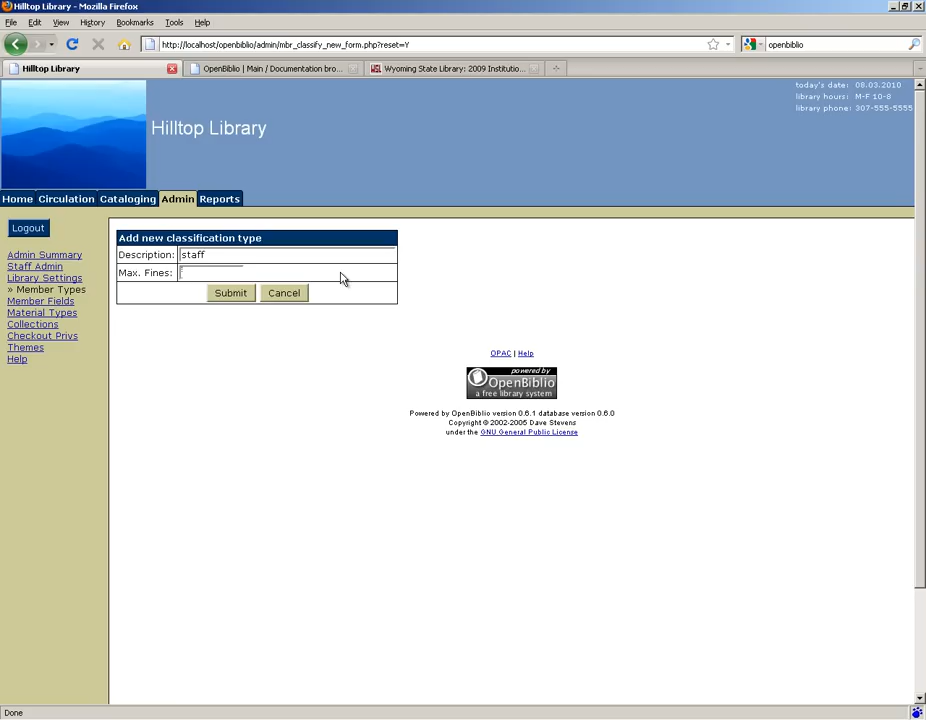 Hilltop Library - Mozilla Firefox
File Edit View History Bookmarks Tools Help
http://localhost/openbiblio/admin/mbr_classify_new_form.php?reset=Y
openbiblio
Hilltop Library
OpenBiblio | Main / Documentation bro...
Wyoming State Library: 2009 Institutio...
today's date: 08.03.2010
library hours: M-F 10-8
library phone: 307-555-5555
Hilltop Library
Home Circulation Cataloging Admin Reports
Logout
Admin Summary
Staff Admin
Library Settings
» Member Types
Member Fields
Material Types
Collections
Checkout Privs
Themes
Help
Add new classification type
Description: staff
Max. Fines:
Submit Cancel
OPAC | Help
powered by
OpenBiblio
a free library system
Powered by OpenBiblio version 0.6.1 database version 0.6.0
Copyright © 2002-2005 Dave Stevens
under the GNU General Public License
Done